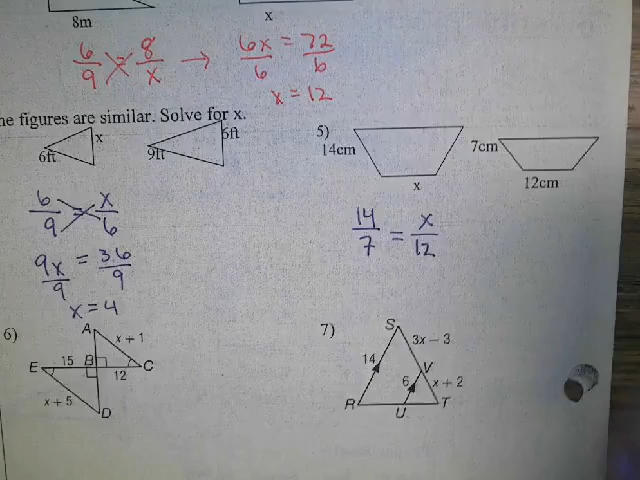 8m
x
6/9 = 8/x → 6x/6 = 72/6
x = 12
he figures are similar. Solve for x.
6ft x
9ft 6ft
5) 14cm x
7cm 12cm
6/9 = x/6
9x/9 = 36/9
x = 4
14/7 = x/12
6) A x + 1
E 15 B 12 C
x + 5 D
7) S 3x − 3
14 V
6 x + 2
R U T